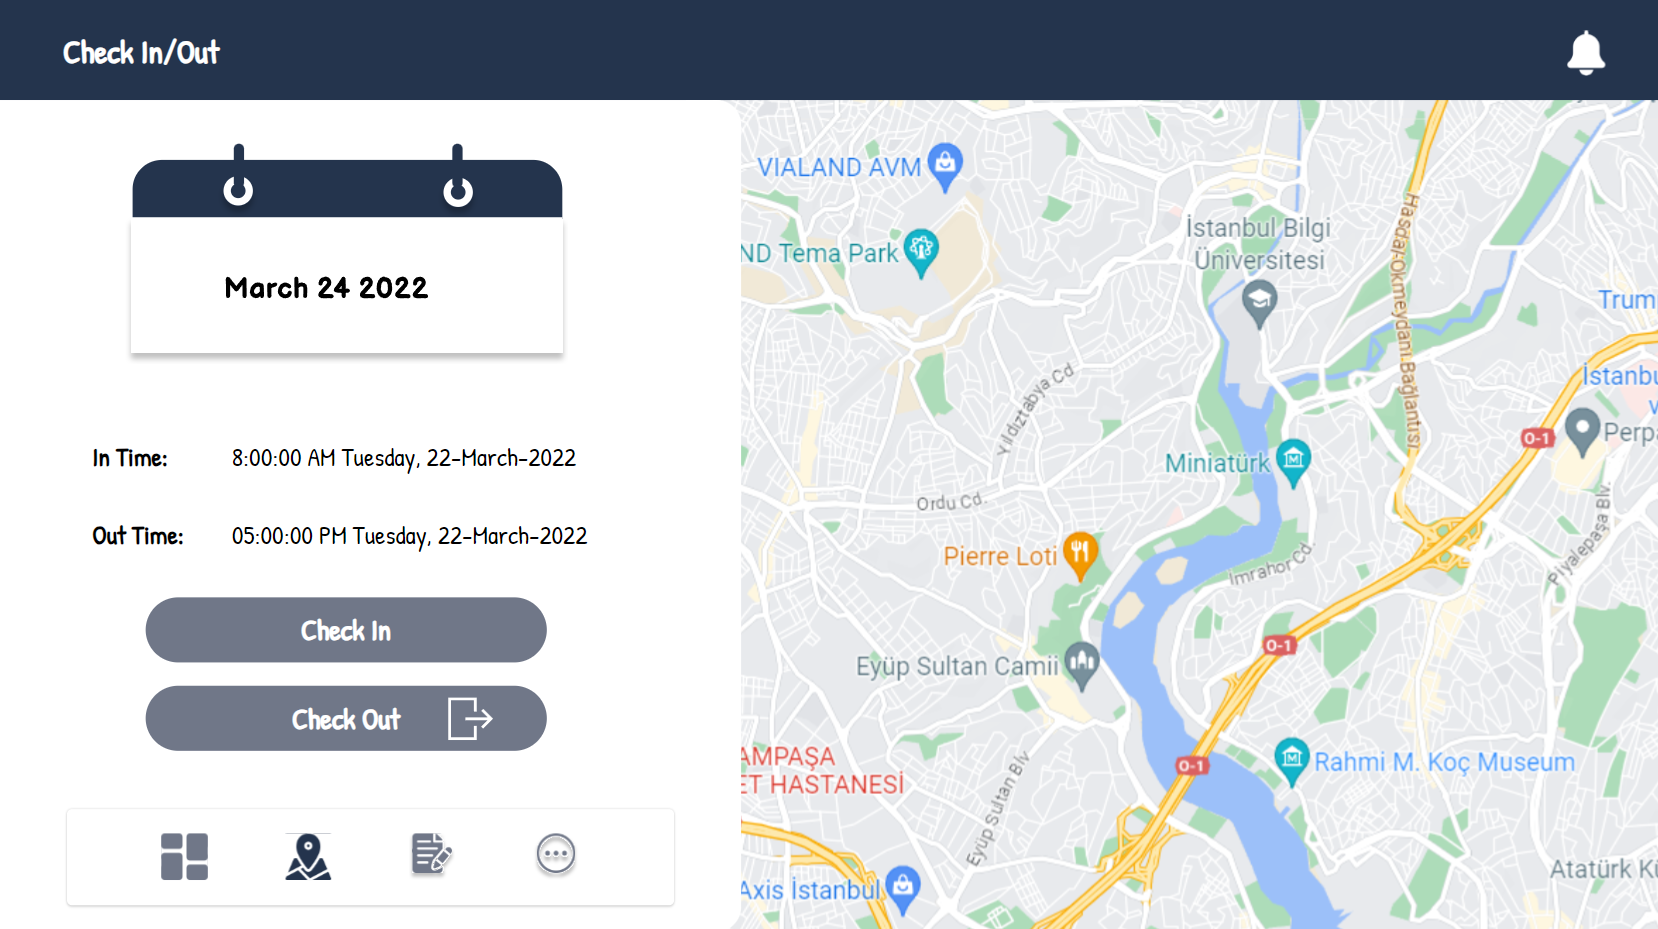 Check In/Out
March 24 2022
In Time: 8:00:00 AM Tuesday, 22-March-2022
Out Time: 05:00:00 PM Tuesday, 22-March-2022
Check In
Check Out
VIALAND AVM
ND Tema Park
İstanbul Bilgi
Üniversitesi
Hasdal-Okmeydanı Bağlantısı
Trump
İstanbu
V
Yıldıztabya Cd
O-1
Perpa
Miniatürk
Ordu Cd.
Pierre Loti
İmrahor Cd.
Piyalepaşa Blv.
Eyüp Sultan Camii
O-1
AMPAŞA
ET HASTANESİ
O-1
Rahmi M. Koç Museum
Eyüp Sultan Blv
Atatürk Kü
Axis İstanbul